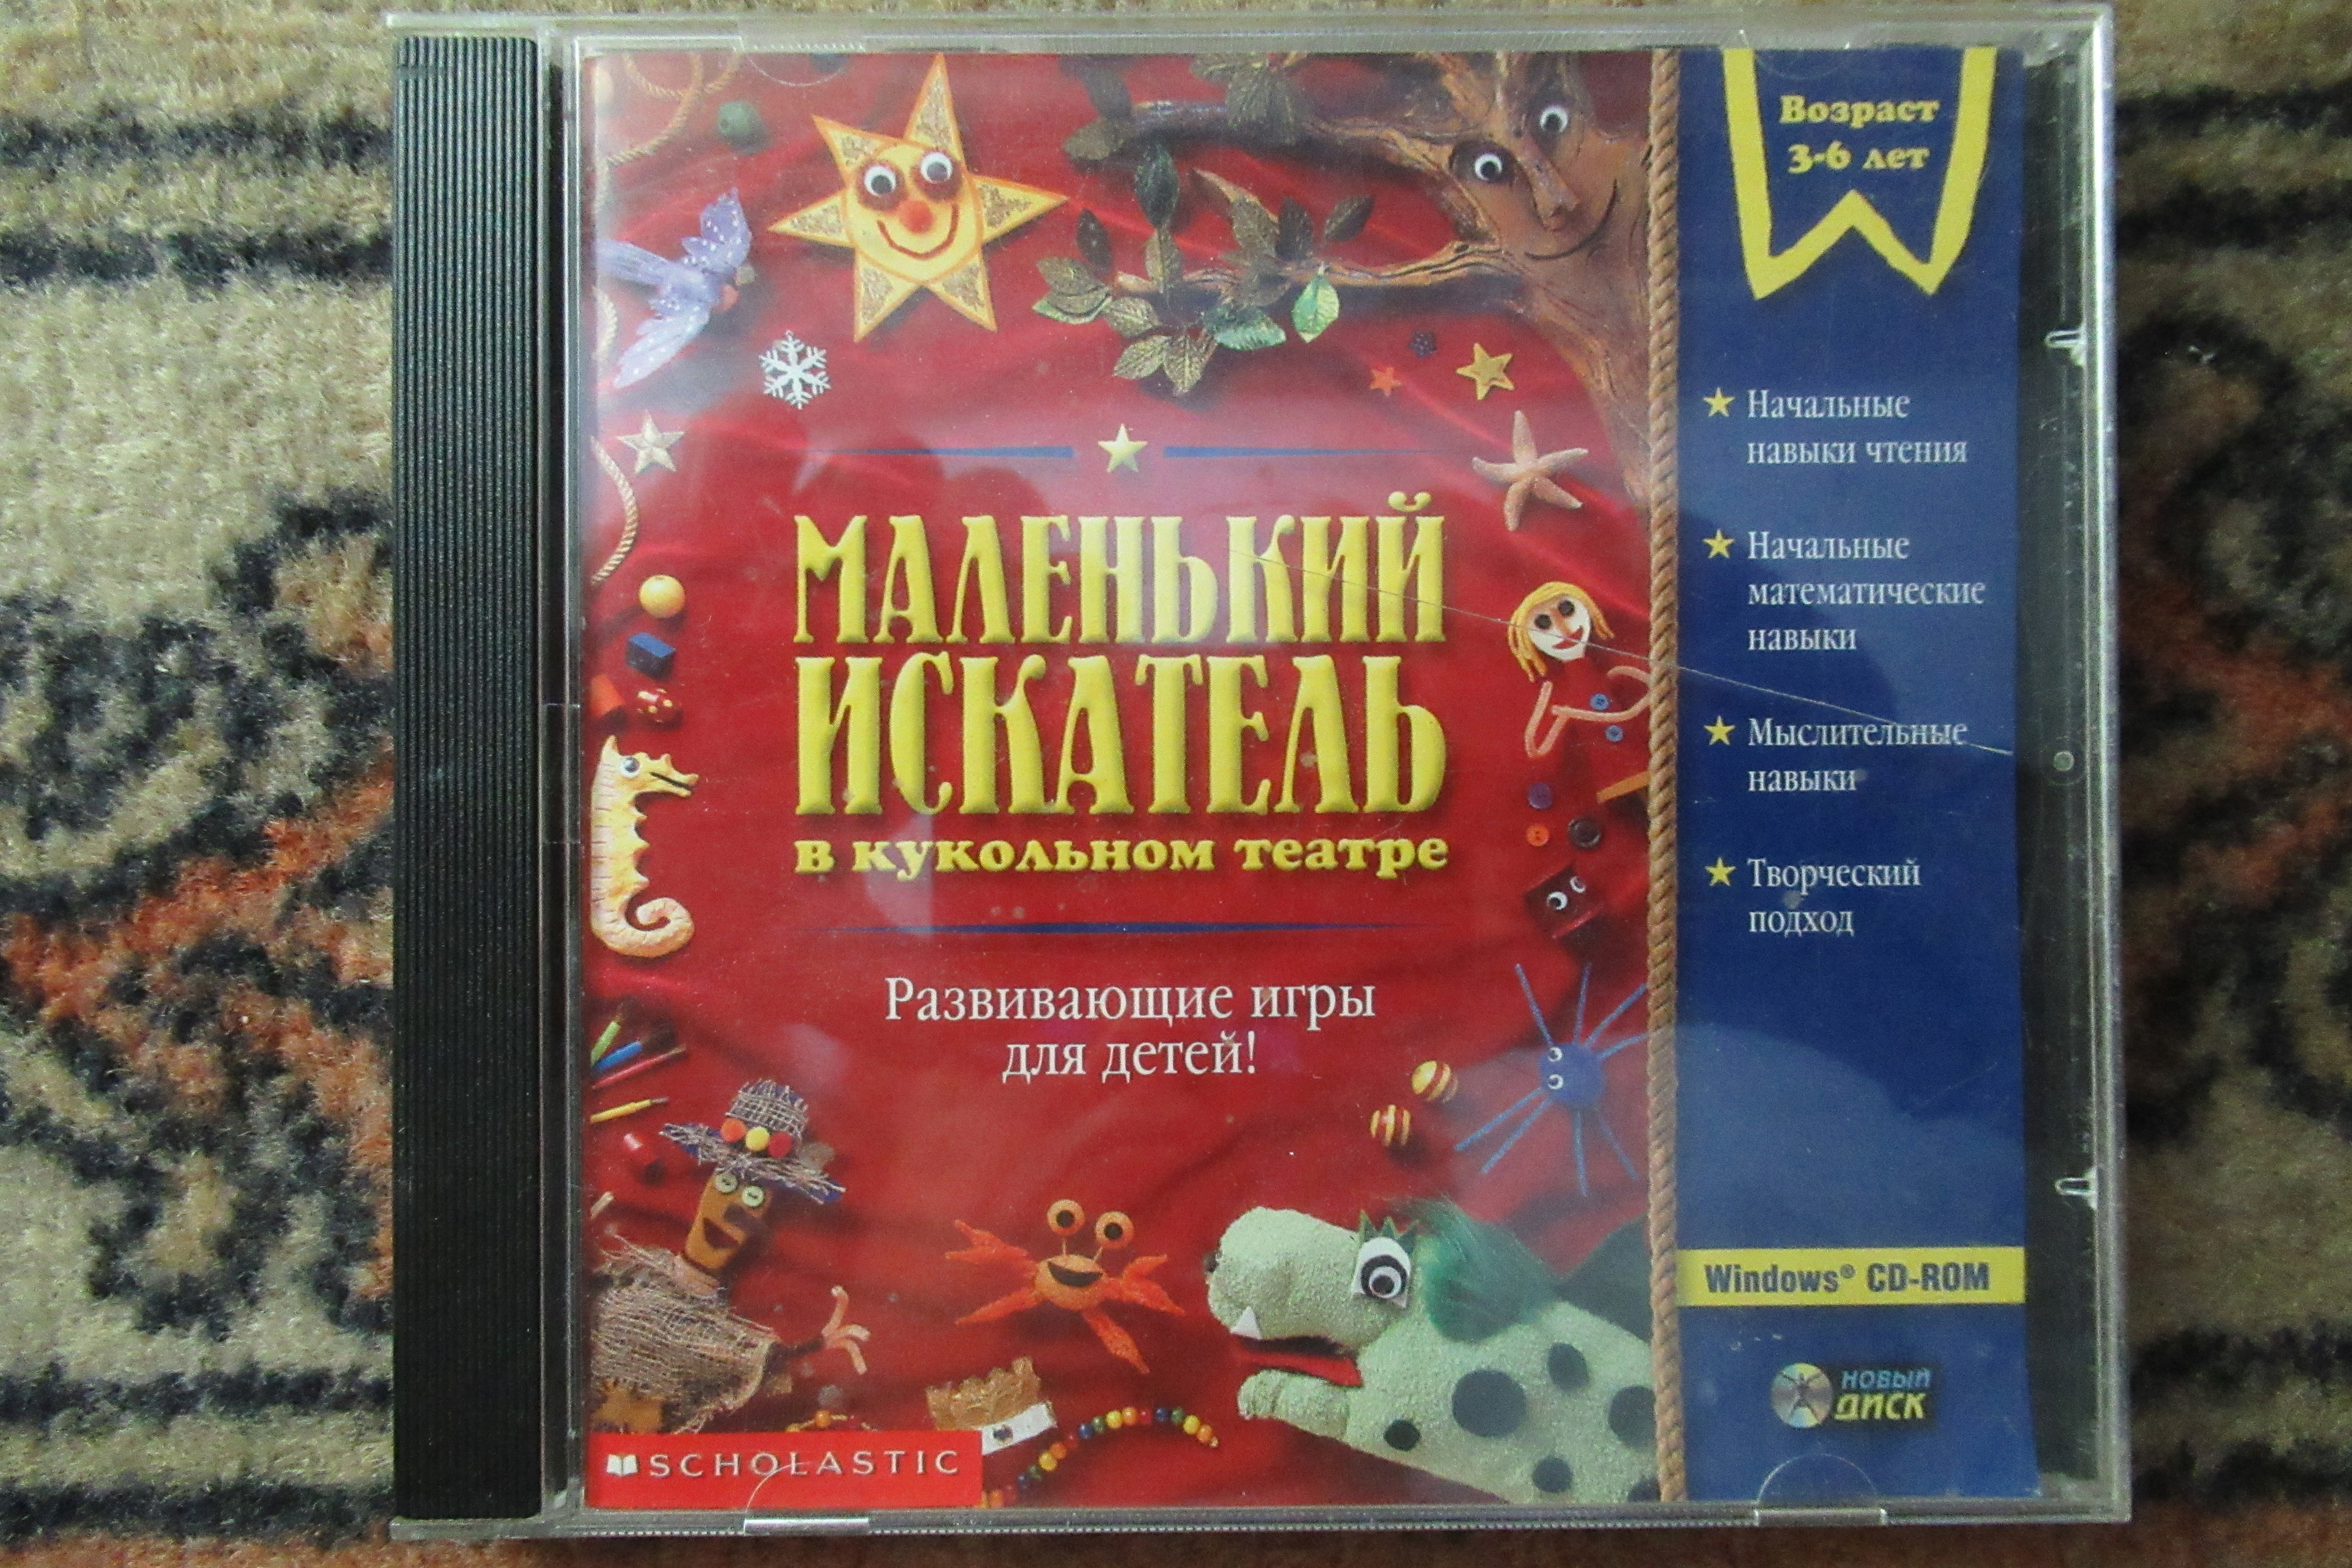 МАЛЕНЬКИЙ
ИСКАТЕЛЬ
в кукольном театре
Развивающие игры
для детей!
SCHOLASTIC
Возраст
3-6 лет
Начальные
навыки чтения
Начальные
математические
навыки
Мыслительные
навыки
Творческий
подход
Windows® CD-ROM
НОВЫЙ
ДИСК